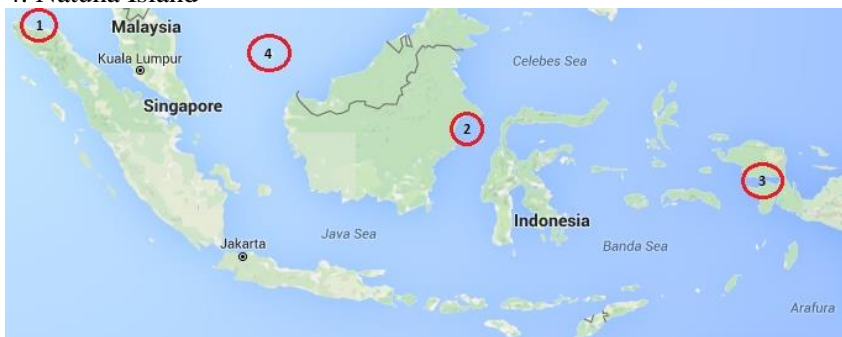 4. Natuna Island
1
Malaysia
4
Kuala Lumpur
Celebes Sea
Singapore
2
3
Indonesia
Java Sea
Jakarta
Banda Sea
Arafura